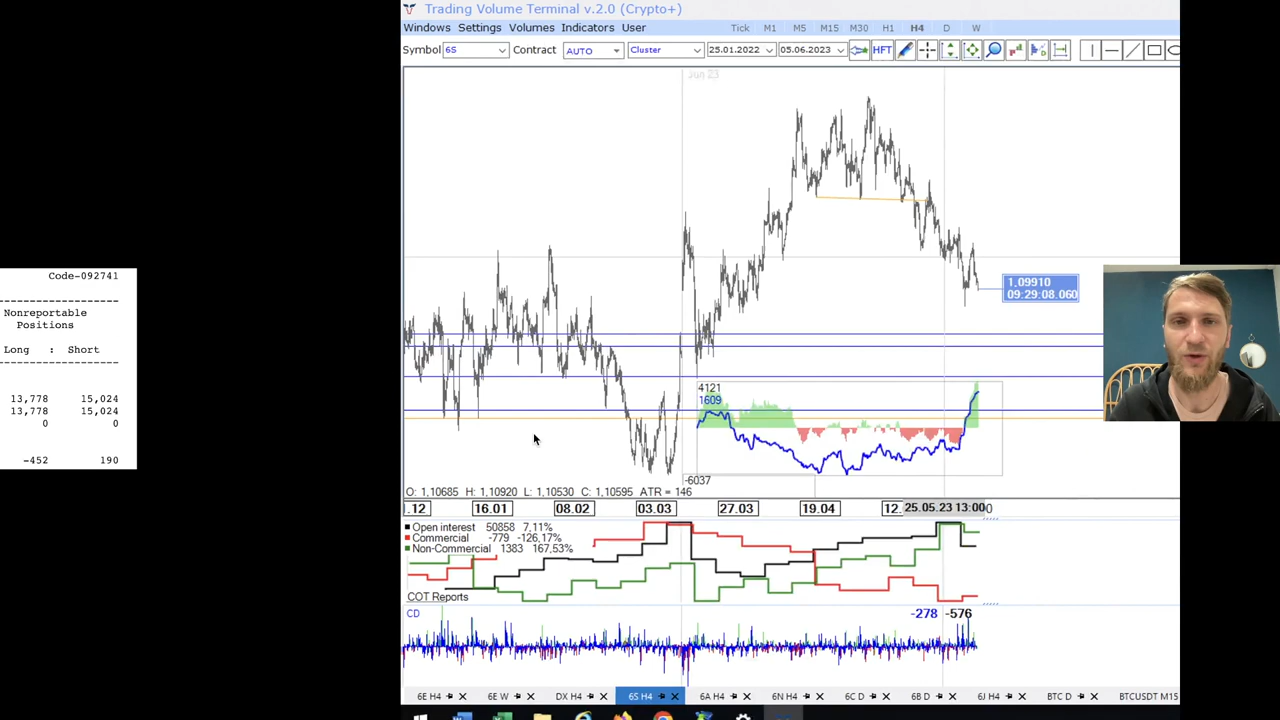 Trading Volume Terminal v.2.0 (Crypto+)
Windows Settings Volumes Indicators User
Tick M1 M5 M15 M30 H1 H4 D W
Symbol 6S Contract AUTO Cluster 25.01.2022 05.06.2023 HFT
Jun 23
1,09910
09:29:08.060
4121
1609
-6037
O: 1,10685 H: 1,10920 L: 1,10530 C: 1,10595 ATR = 146
.12 16.01 08.02 03.03 27.03 19.04 12. 25.05.23 13:00 0
Open interest 50858 7,11%
Commercial -779 -126,17%
Non-Commercial 1383 167,53%
COT Reports
CD
-278 -576
6E H4 6E W DX H4 6S H4 6A H4 6N H4 6C D 6B D 6J H4 BTC D BTCUSDT M15
Code-092741
--------------------
Nonreportable
Positions
Long : Short
--------------------
13,778 15,024
13,778 15,024
0 0
-452 190